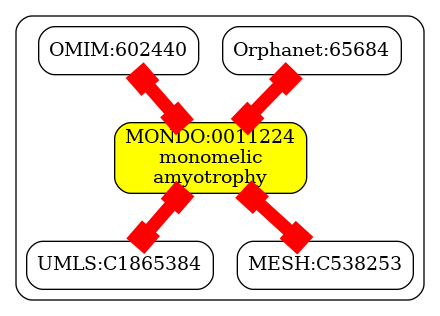 OMIM:602440
Orphanet:65684
MONDO:0011224
monomelic
amyotrophy
UMLS:C1865384
MESH:C538253